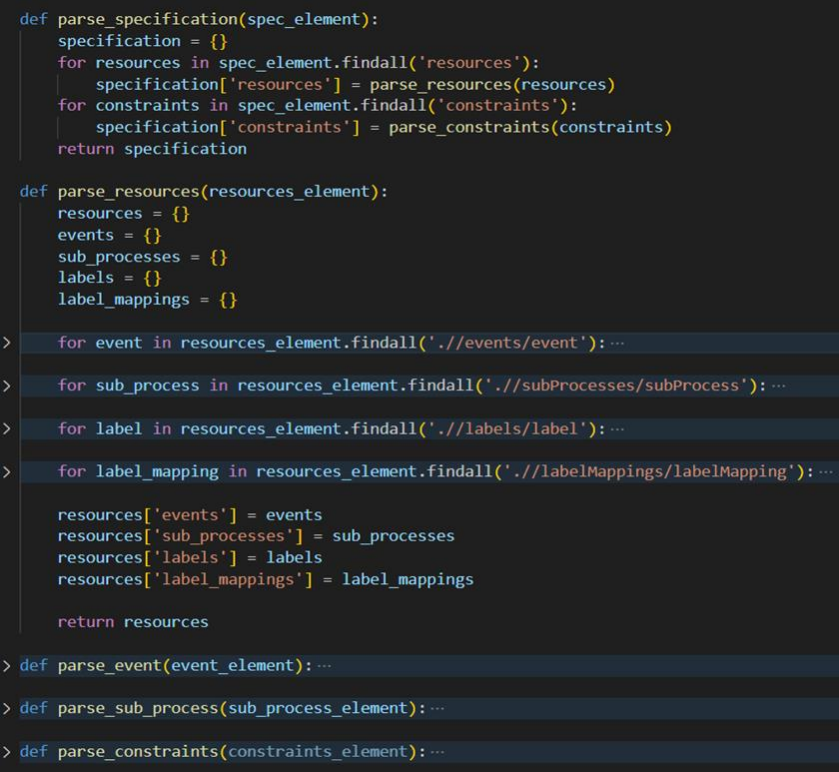 def parse_specification(spec_element):
    specification = {}
    for resources in spec_element.findall('resources'):
        specification['resources'] = parse_resources(resources)
    for constraints in spec_element.findall('constraints'):
        specification['constraints'] = parse_constraints(constraints)
    return specification
def parse_resources(resources_element):
    resources = {}
    events = {}
    sub_processes = {}
    labels = {}
    label_mappings = {}
    for event in resources_element.findall('.//events/event'):···
    for sub_process in resources_element.findall('.//subProcesses/subProcess'):···
    for label in resources_element.findall('.//labels/label'):···
    for label_mapping in resources_element.findall('.//labelMappings/labelMapping'):···
    resources['events'] = events
    resources['sub_processes'] = sub_processes
    resources['labels'] = labels
    resources['label_mappings'] = label_mappings
    return resources
def parse_event(event_element):···
def parse_sub_process(sub_process_element):···
def parse_constraints(constraints_element):···